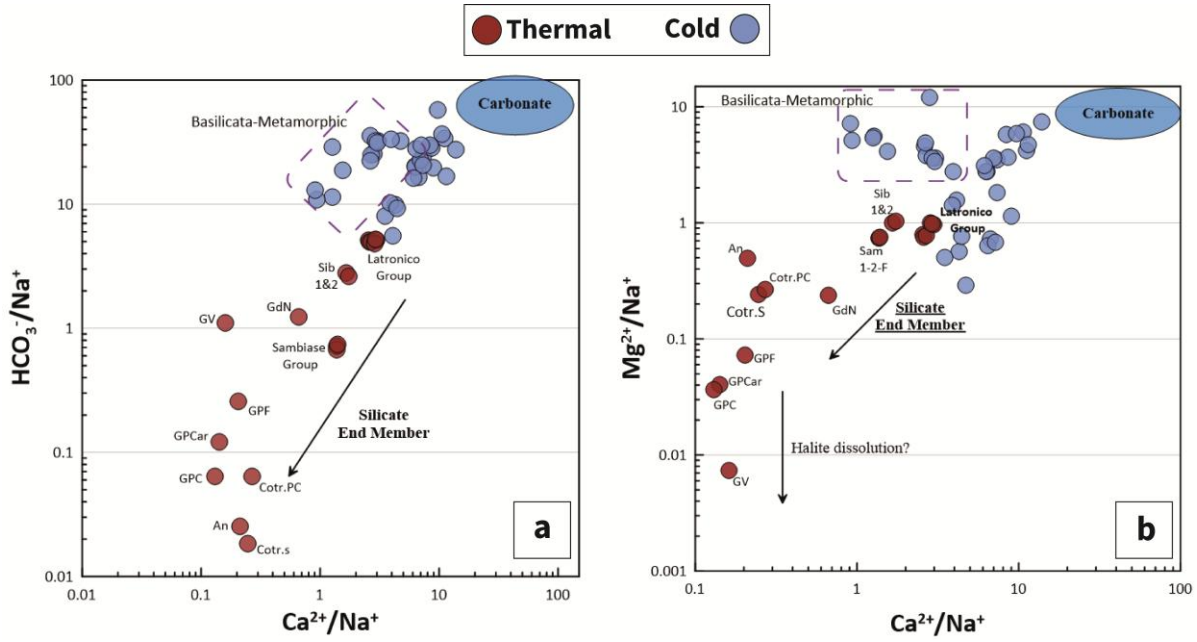 Thermal Cold
100
10
1
0.1
0.01
HCO₃⁻/Na⁺
Carbonate
Basilicata-Metamorphic
Latronico
Group
Sib
1&2
GdN
GV
Sambiase
Group
GPF
Silicate
End Member
GPCar
GPC
Cotr.PC
An
Cotr.s
a
0.01
0.1
1
10
100
Ca²⁺/Na⁺
10
1
0.1
0.01
0.001
Mg²⁺/Na⁺
Basilicata-Metamorphic
Carbonate
Sib
1&2
Latronico
Group
An
Sam
1-2-F
Cotr.PC
Cotr.S
GdN
Silicate
End Member
GPF
GPCar
GPC
Halite dissolution?
GV
b
0.1
1
10
100
Ca²⁺/Na⁺